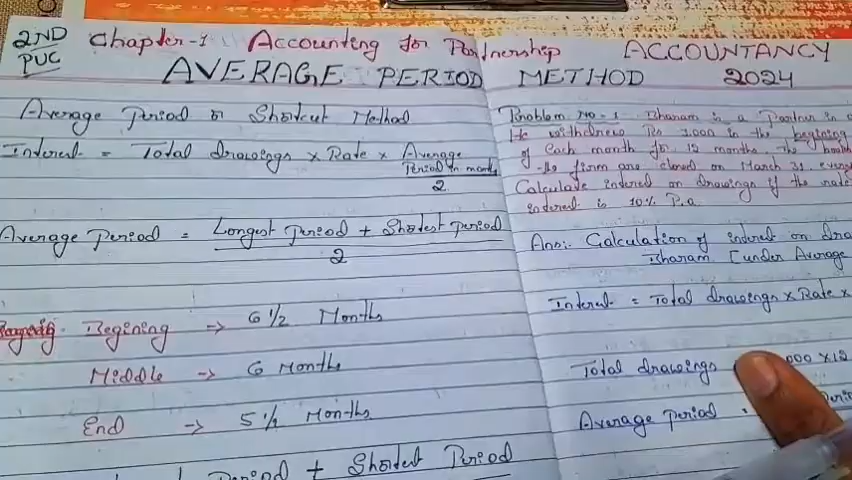 2ND PUC
Chapter-1: Accounting for Partnership
ACCOUNTANCY
AVERAGE PERIOD METHOD 2024
Average Period or Shortcut Method
Interest = Total drawings × Rate × Average Period in months / 2
Average Period = Longest Period + Shortest Period / 2
Begining → 6 1/2 Months
Middle → 6 Months
End → 5 1/2 Months
Period + Shortest Period
Problem No-1 Dharam is a Partner in a
He withdrew Rs 3000 in the begining
of each month for 12 months. the books
the firm are closed on March 31 every
Calculate interest on drawings if the rate
interest is 10% P.a
Ans:- Calculation of interest on dra
Dharam [under Average
Interest = Total drawings × Rate ×
Total drawings 000 × 12
Average period